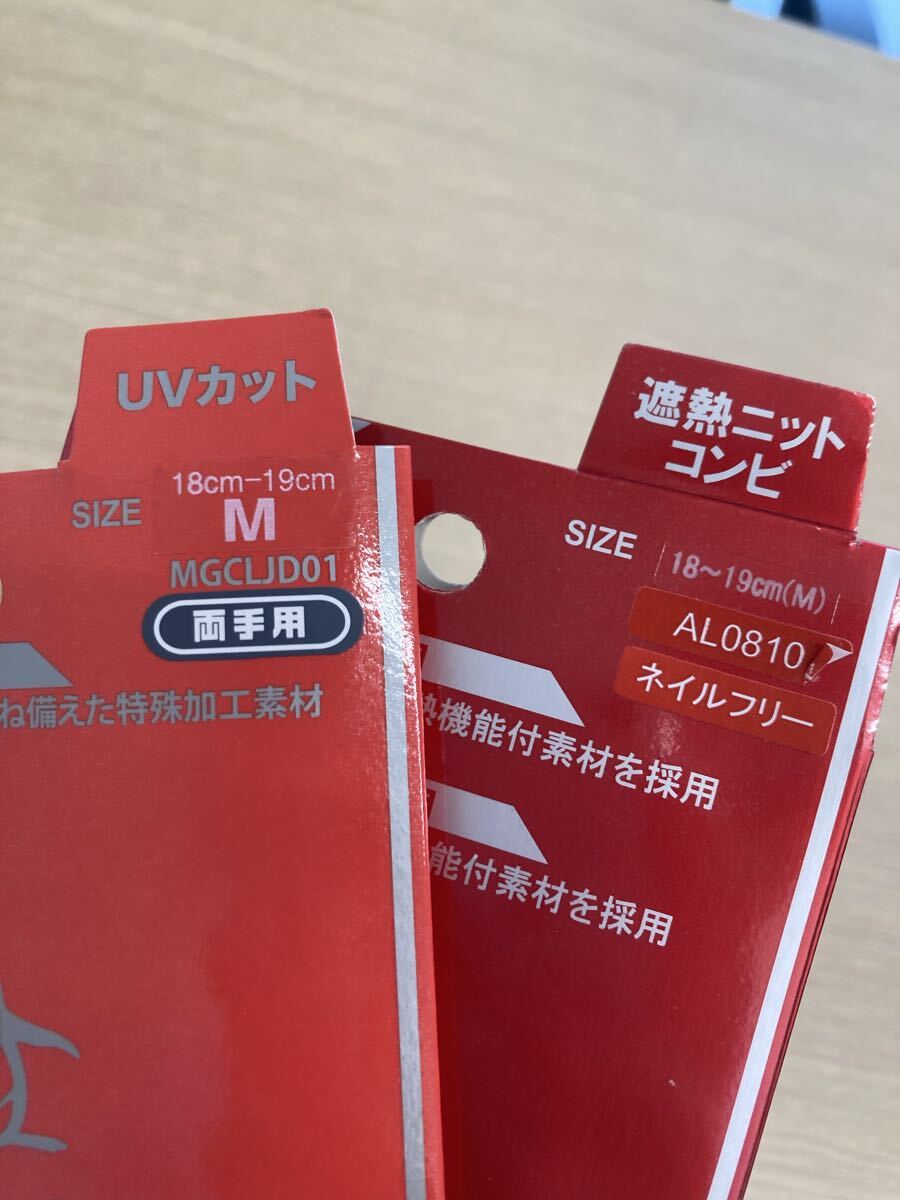 UVカット
18cm-19cm
SIZE M
MGCLJD01
両手用
ね備えた特殊加工素材
遮熱ニット
コンビ
SIZE 18～19cm(M)
AL0810
ネイルフリー
熱機能付素材を採用
能付素材を採用